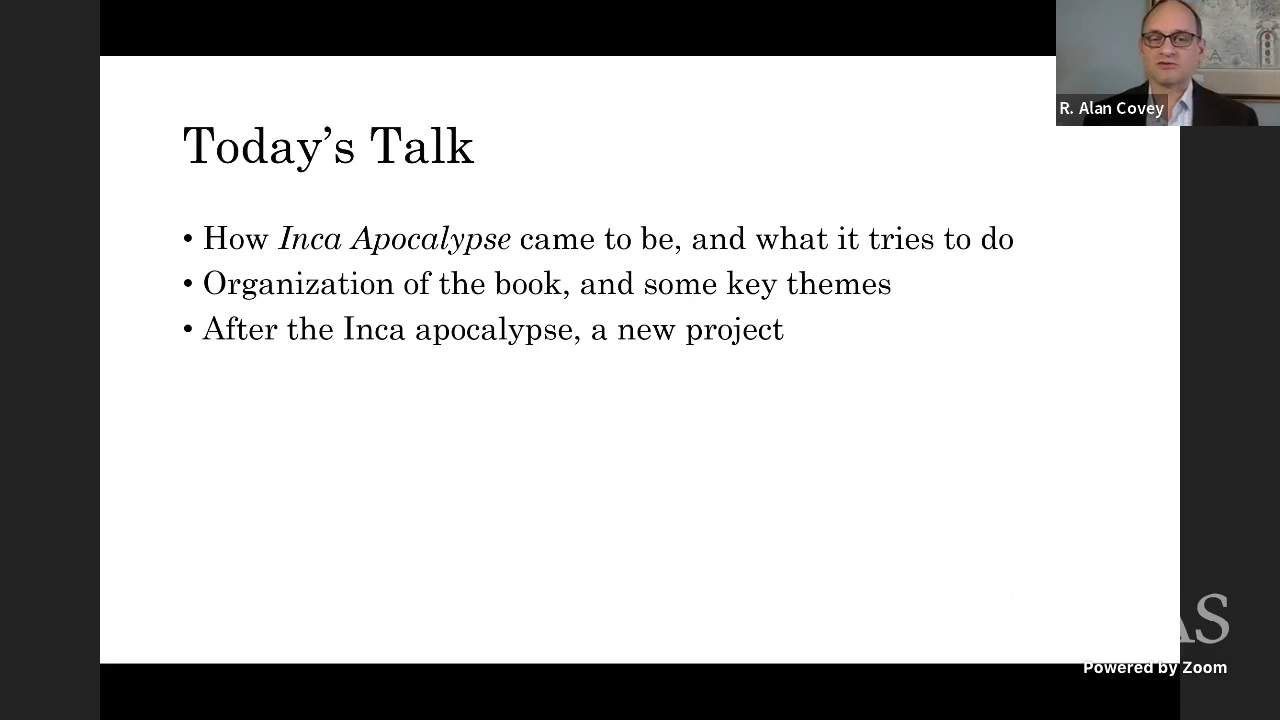 R. Alan Covey
Today's Talk
• How Inca Apocalypse came to be, and what it tries to do
• Organization of the book, and some key themes
• After the Inca apocalypse, a new project
AS
Powered by Zoom